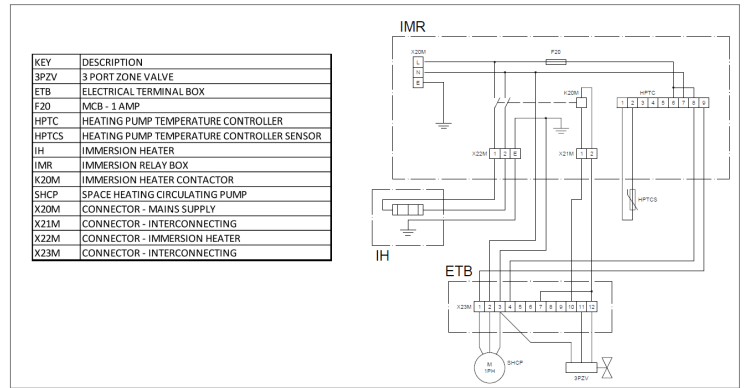 KEY DESCRIPTION
3PZV 3 PORT ZONE VALVE
ETB ELECTRICAL TERMINAL BOX
F20 MCB - 1 AMP
HPTC HEATING PUMP TEMPERATURE CONTROLLER
HPTCS HEATING PUMP TEMPERATURE CONTROLLER SENSOR
IH IMMERSION HEATER
IMR IMMERSION RELAY BOX
K20M IMMERSION HEATER CONTACTOR
SHCP SPACE HEATING CIRCULATING PUMP
X20M CONNECTOR - MAINS SUPPLY
X21M CONNECTOR - INTERCONNECTING
X22M CONNECTOR - IMMERSION HEATER
X23M CONNECTOR - INTERCONNECTING
IMR
X20M
F20
L
N
E
K20M
HPTC
1 2 3 4 5 6 7 8 9
X22M 1 2 E
X21M 1 2
HPTCS
IH
ETB
X23M 1 2 3 4 5 6 7 8 9 10 11 12
M
1PH
SHCP
3PZV